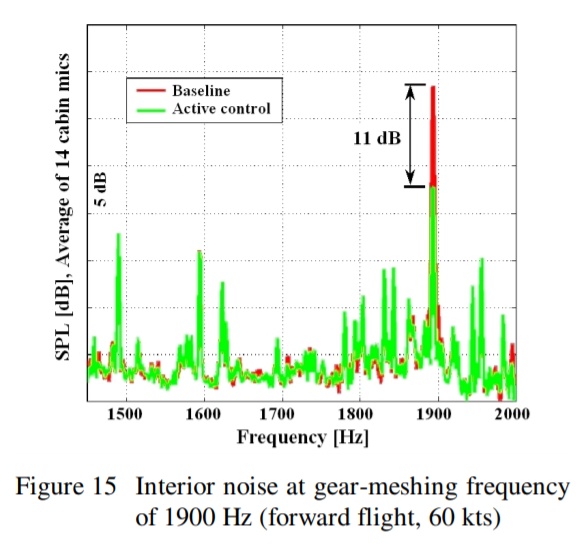 Baseline
Active control
11 dB
5 dB
SPL [dB], Average of 14 cabin mics
1500 1600 1700 1800 1900 2000
Frequency [Hz]
Figure 15 Interior noise at gear-meshing frequency
of 1900 Hz (forward flight, 60 kts)